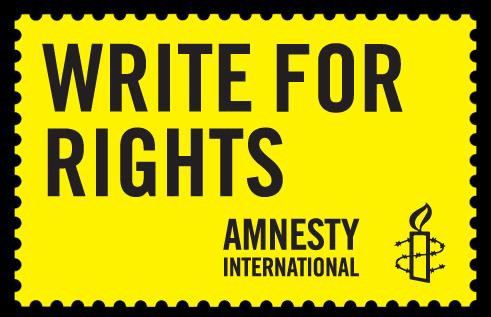 WRITE FOR
RIGHTS
AMNESTY
INTERNATIONAL